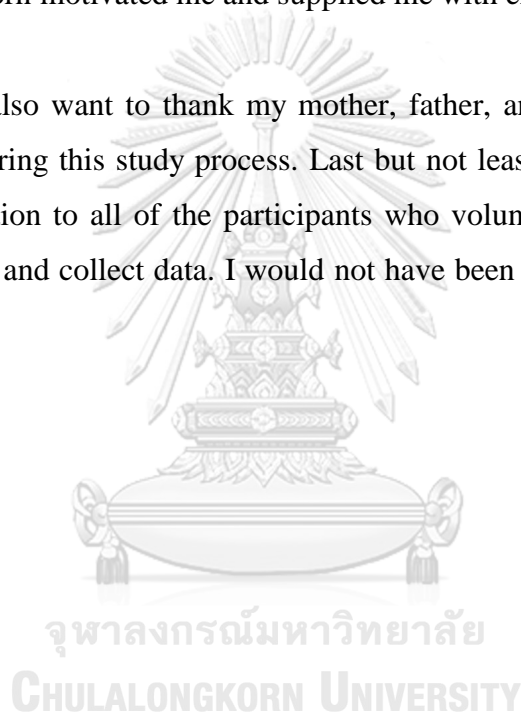 motivated me and supplied me with
also want to thank my mother, father,
ring this study process. Last but not leas
ion to all of the participants who volun
and collect data. I would not have been
จุฬาลงกรณ์มหาวิทยาลัย
CHULALONGKORN UNIVERSITY